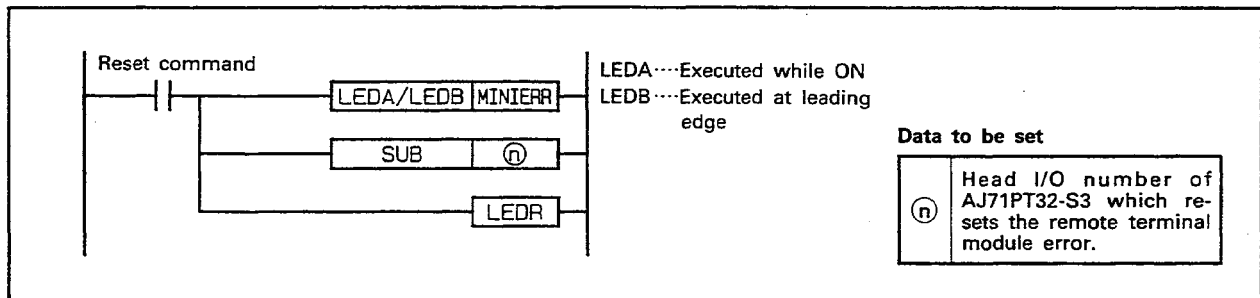 Reset command
LEDA/LEDB MINIERR
SUB ⓝ
LEDR
LEDA····Executed while ON
LEDB····Executed at leading
edge
Data to be set
ⓝ
Head I/O number of
AJ71PT32-S3 which re-
sets the remote terminal
module error.